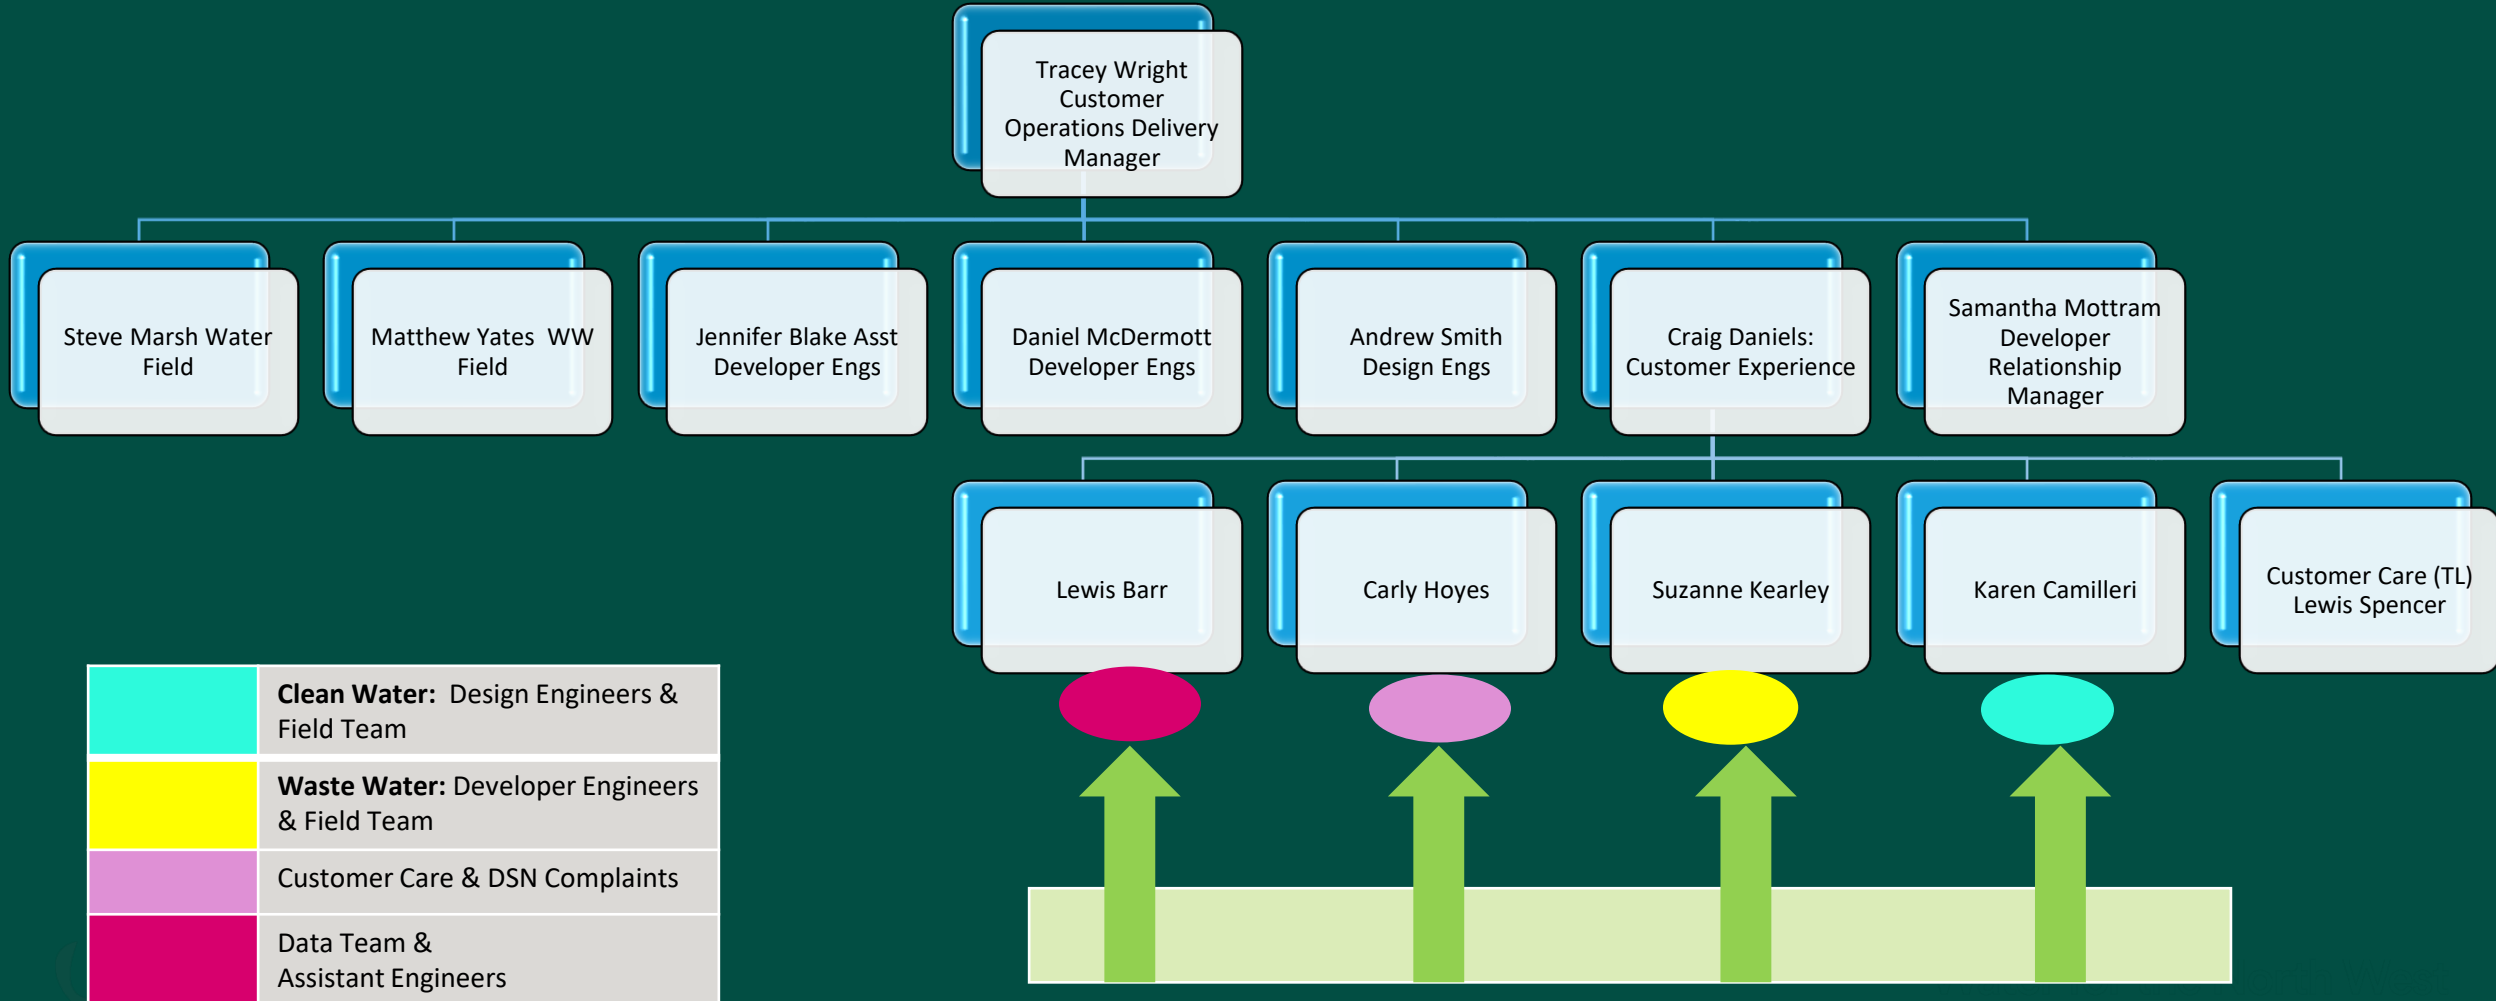 Tracey Wright
Customer
Operations Delivery
Manager
Steve Marsh Water
Field
Matthew Yates  WW
Field
Jennifer Blake Asst
Developer Engs
Daniel McDermott
Developer Engs
Andrew Smith
Design Engs
Craig Daniels:
Customer Experience
Samantha Mottram
Developer
Relationship
Manager
Lewis Barr
Carly Hoyes
Suzanne Kearley
Karen Camilleri
Customer Care (TL)
Lewis Spencer
Clean Water:  Design Engineers &
Field Team
Waste Water: Developer Engineers
& Field Team
Customer Care & DSN Complaints
Data Team &
Assistant Engineers